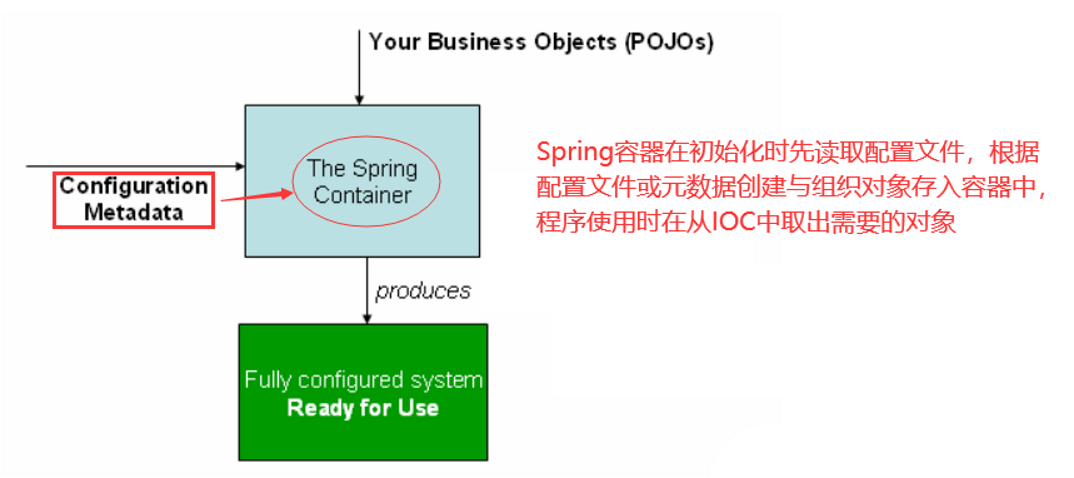 Your Business Objects (POJOs)
The Spring
Container
Configuration
Metadata
Spring容器在初始化时先读取配置文件，根据
配置文件或元数据创建与组织对象存入容器中，
程序使用时在从IOC中取出需要的对象
produces
Fully configured system
Ready for Use